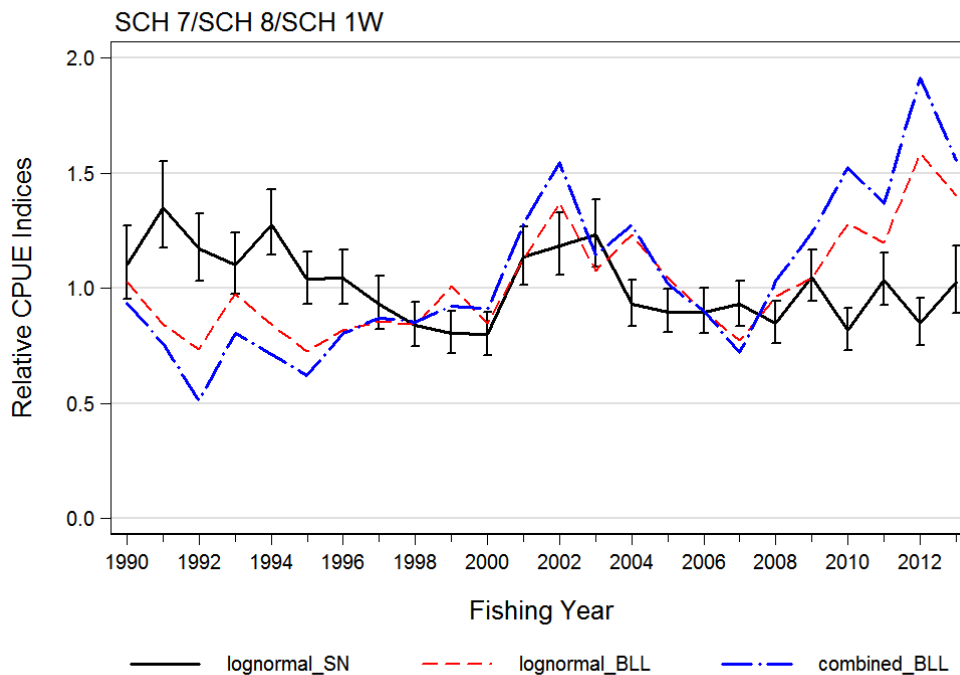 SCH 7/SCH 8/SCH 1W
2.0
1.5
1.0
0.5
0.0
Relative CPUE Indices
1990 1992 1994 1996 1998 2000 2002 2004 2006 2008 2010 2012
Fishing Year
lognormal_SN lognormal_BLL combined_BLL